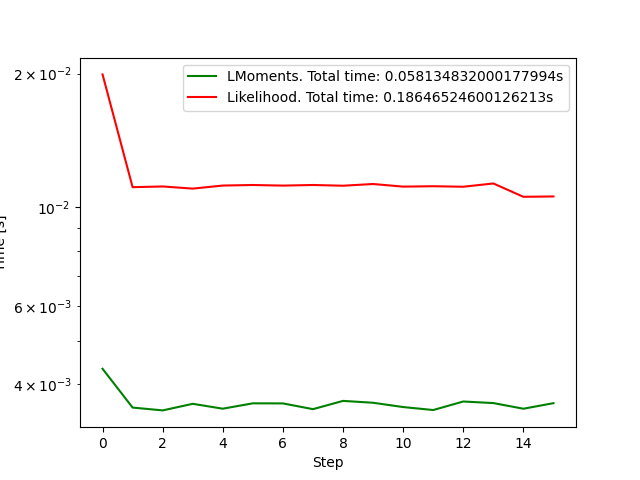 LMoments. Total time: 0.058134832000177994s
Likelihood. Total time: 0.18646524600126213s
2 × 10⁻²
10⁻²
6 × 10⁻³
4 × 10⁻³
[s]
0 2 4 6 8 10 12 14
Step